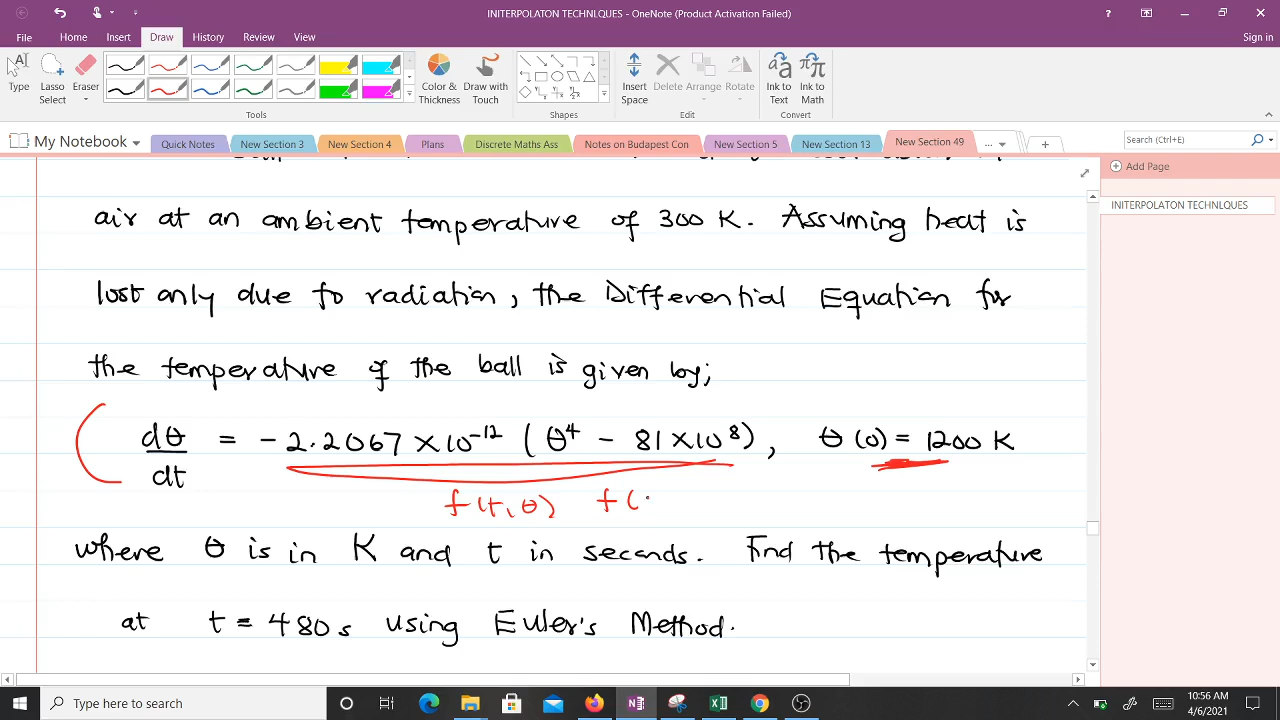 INITERPOLATON TECHNLQUES - OneNote (Product Activation Failed)
File Home Insert Draw History Review View
Sign in
Type
Lasso Select
Eraser
Color & Thickness
Draw with Touch
Insert Space
Delete
Arrange
Rotate
Ink to Text
Ink to Math
Tools
Shapes
Edit
Convert
My Notebook
Quick Notes
New Section 3
New Section 4
Plans
Discrete Maths Ass
Notes on Budapest Con
New Section 5
New Section 13
New Section 49
...
Search (Ctrl+E)
Add Page
INITERPOLATON TECHNLQUES
air at an ambient temperature of 300 K. Assuming heat is
lost only due to radiation, the Differential Equation for
the temperature of the ball is given by;
dθ/dt = -2.2067 × 10⁻¹² (θ⁴ - 81 × 10⁸), θ(0) = 1200 K
f(t, θ) f(
where θ is in K and t in seconds. Find the temperature
at t = 480s using Euler's Method.
Type here to search
10:56 AM
4/6/2021